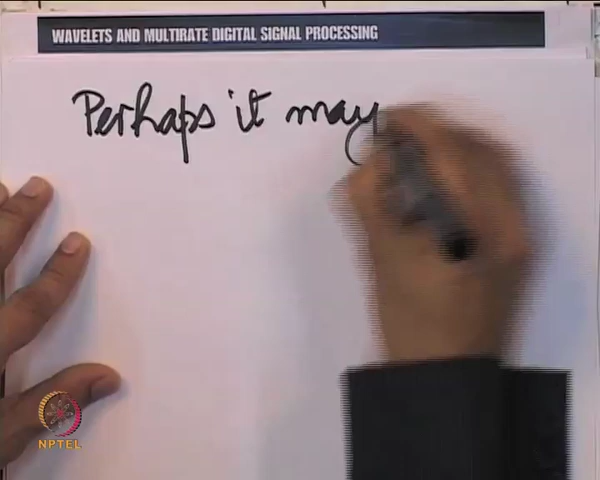 WAVELETS AND MULTIRATE DIGITAL SIGNAL PROCESSING
Perhaps it may
NPTEL